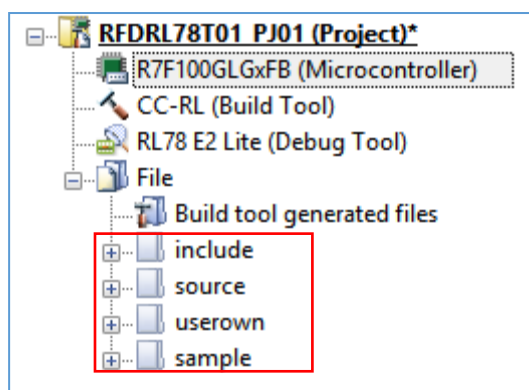 RFDRL78T01_PJ01 (Project)*
R7F100GLGxFB (Microcontroller)
CC-RL (Build Tool)
RL78 E2 Lite (Debug Tool)
File
Build tool generated files
include
source
userown
sample